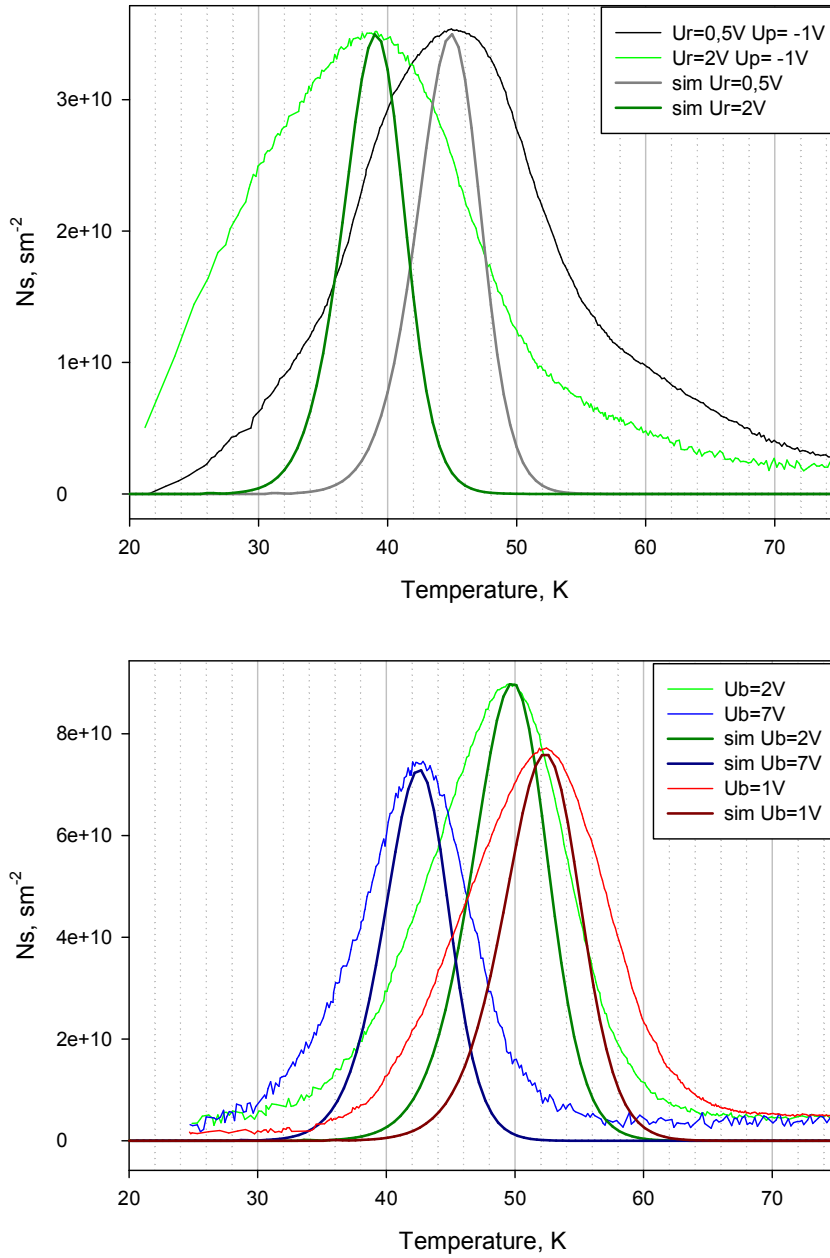 Ur=0,5V Up= -1V
Ur=2V Up= -1V
sim Ur=0,5V
sim Ur=2V
3e+10
2e+10
1e+10
0
Ns, sm-2
20 30 40 50 60 70
Temperature, K
Ub=2V
Ub=7V
sim Ub=2V
sim Ub=7V
Ub=1V
sim Ub=1V
8e+10
6e+10
4e+10
2e+10
0
Ns, sm-2
20 30 40 50 60 70
Temperature, K